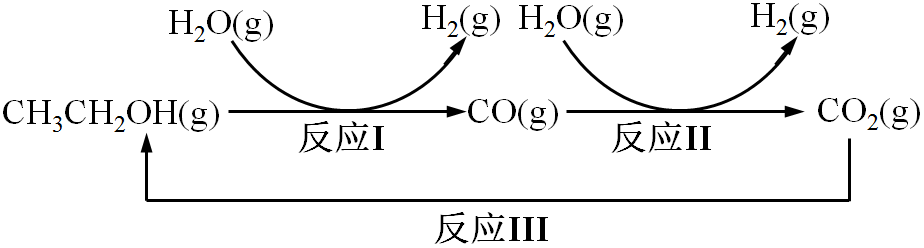 H₂O(g) H₂(g) H₂O(g) H₂(g)
CH₃CH₂OH(g) CO(g) CO₂(g)
反应I 反应II
反应III